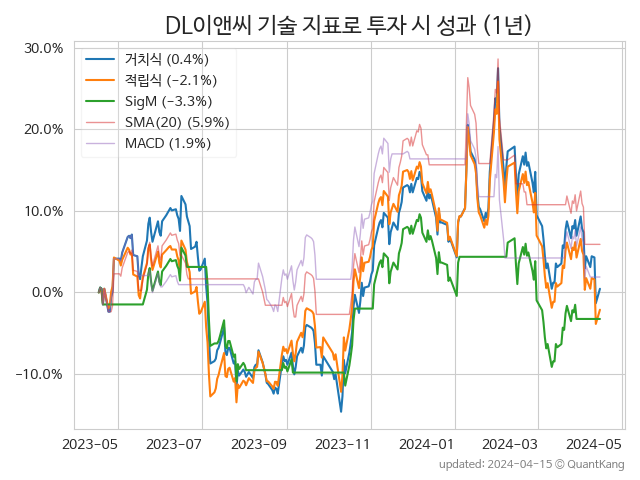 DL이앤씨 기술 지표로 투자 시 성과 (1년)
거치식 (0.4%)
적립식 (−2.1%)
SigM (−3.3%)
SMA(20) (5.9%)
MACD (1.9%)
30.0%
20.0%
10.0%
0.0%
−10.0%
2023-05 2023-07 2023-09 2023-11 2024-01 2024-03 2024-05
updated: 2024-04-15 © QuantKang